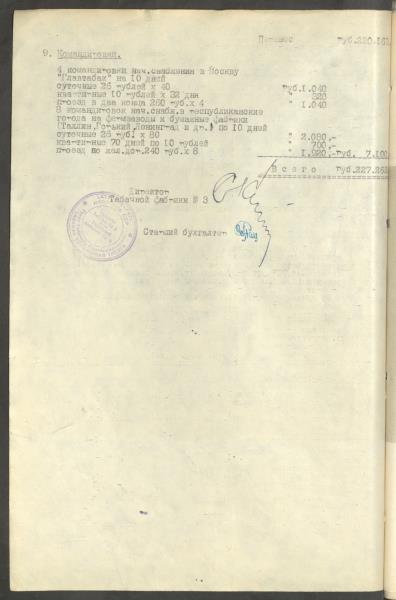 Перенос руб.220.162
9. Командировки.
4 командировки нач.снабжения в Москву
"Главтабак" на 10 дней
суточные 26 рублей х 40 руб.1.040
квартирные 10 рублей х 32 дня " 320
проезд в два конца 260 руб.х 4 " 1.040
8 командировок нач.снабж.в республиканские
города на фермзаводы и бумажные фабрики
(Таллин,Горький,Ленинград и др.) по 10 дней
суточные 26 руб. х 80 " 2.080,-
квартирные 70 дней по 10 рублей " 700,-
проезд по жел.дор.240 руб.х 8 " 1.920,- руб. 7.100
Всего руб.227.262
Директор
Табачной фабрики № 3
Старший бухгалтер